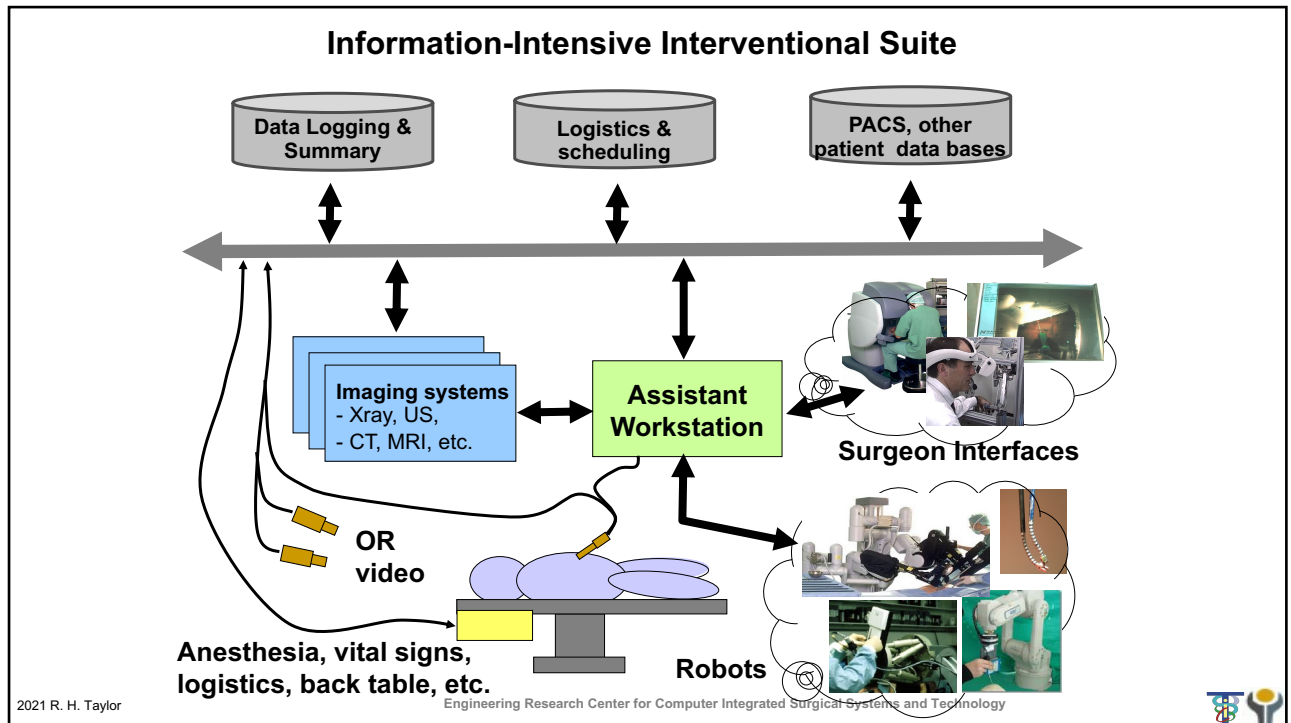 Information-Intensive Interventional Suite
Data Logging &
Summary
Logistics &
scheduling
PACS, other
patient data bases
Imaging systems
- Xray, US,
- CT, MRI, etc.
Assistant
Workstation
Surgeon Interfaces
OR
video
Anesthesia, vital signs,
logistics, back table, etc.
Robots
2021 R. H. Taylor
Engineering Research Center for Computer Integrated Surgical Systems and Technology